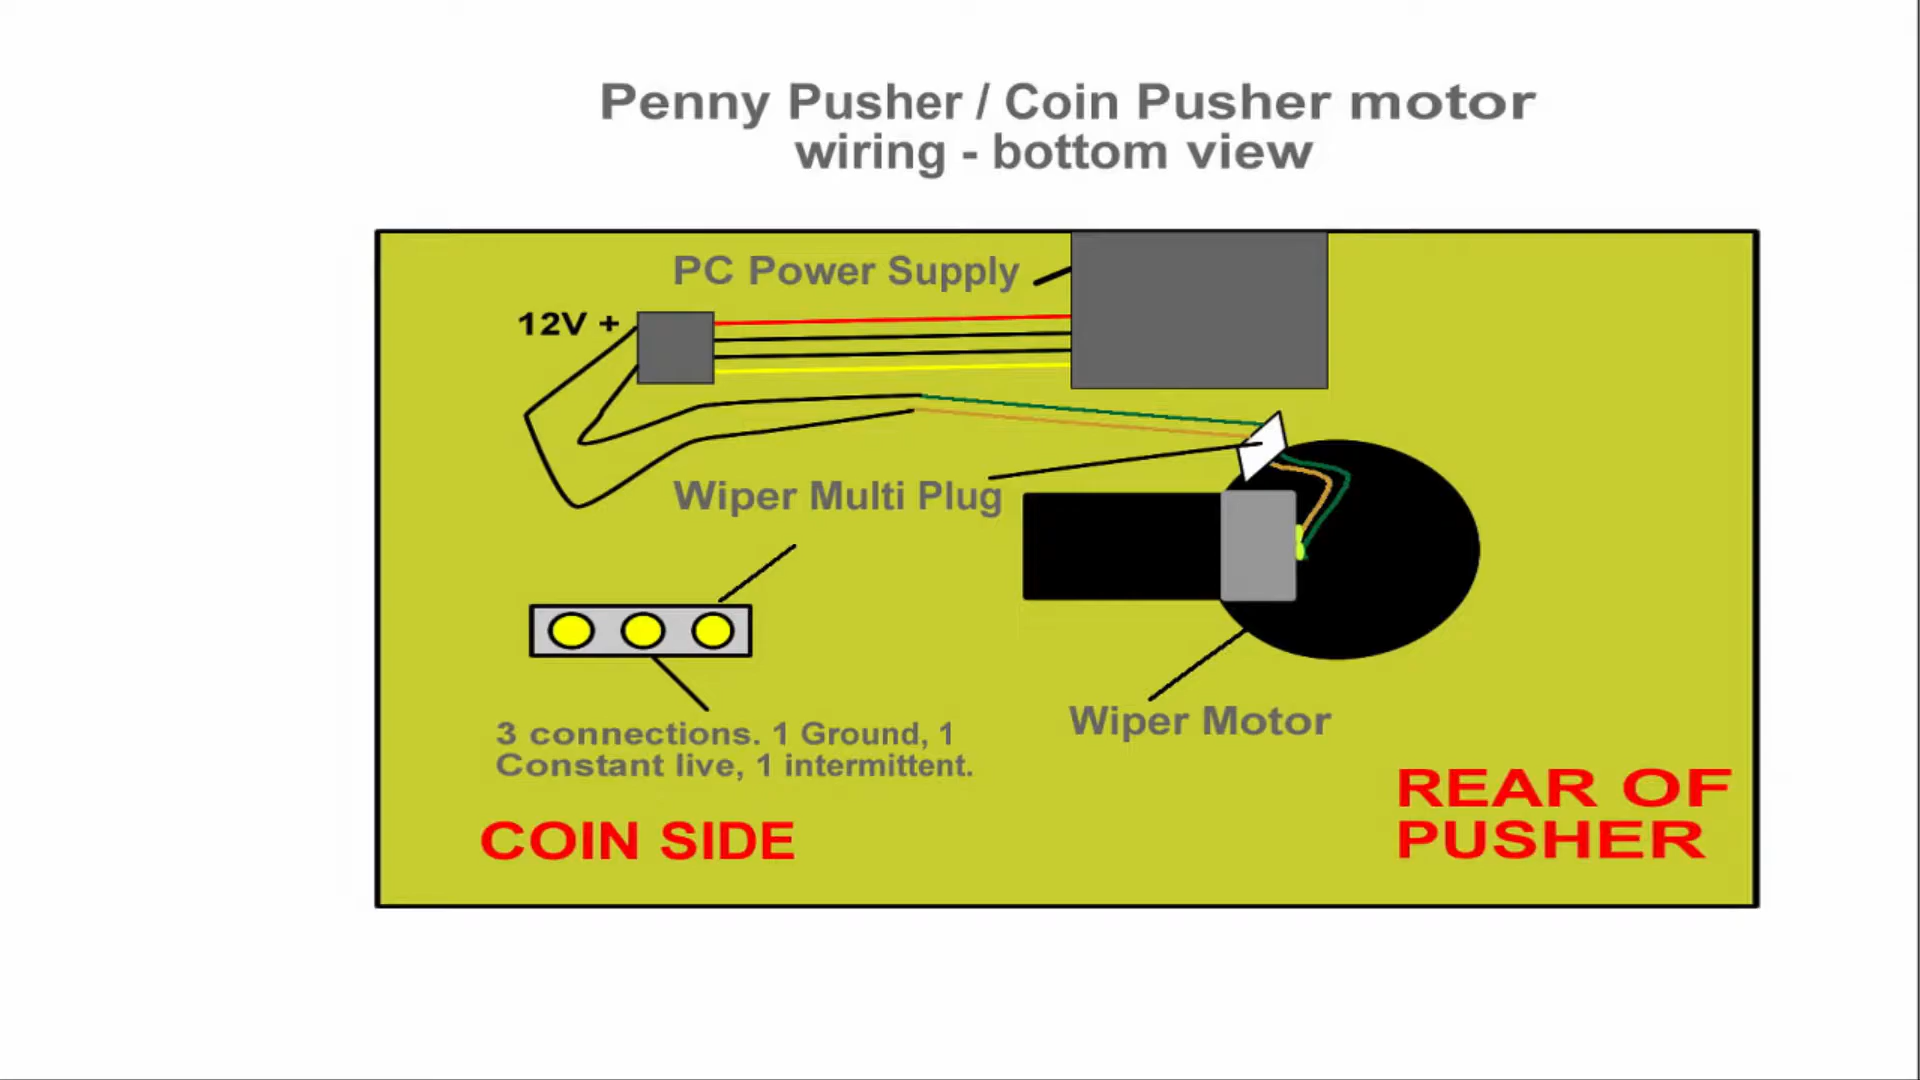 Penny Pusher / Coin Pusher motor
wiring - bottom view
PC Power Supply
12V +
Wiper Multi Plug
3 connections. 1 Ground, 1
Constant live, 1 intermittent.
Wiper Motor
COIN SIDE
REAR OF
PUSHER